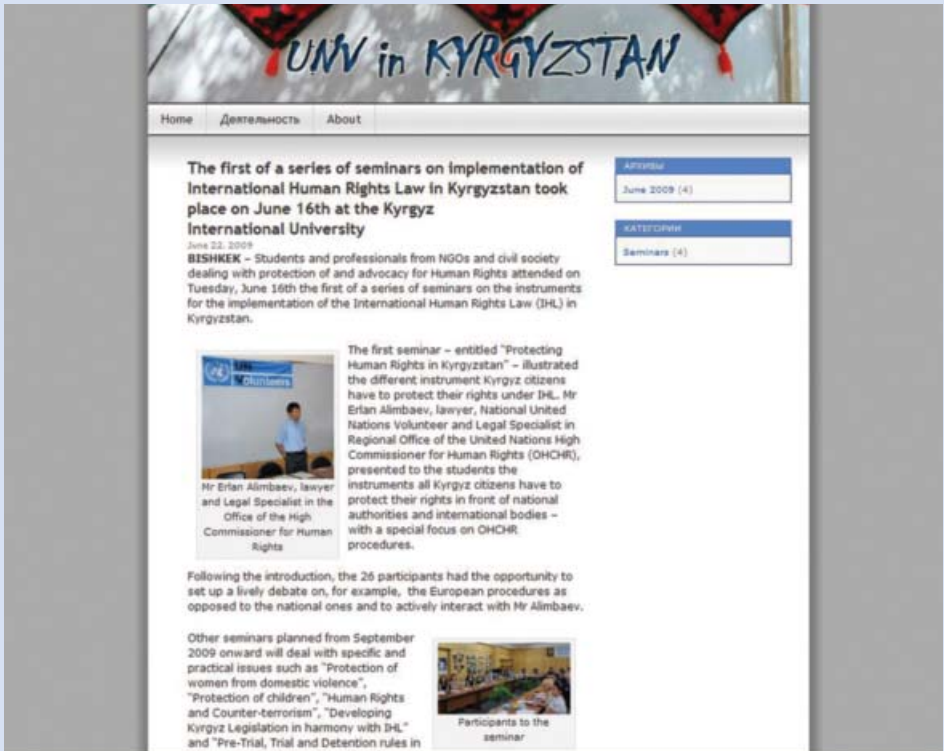 UNV in KYRGYZSTAN
Home Деятельность About
The first of a series of seminars on implementation of
International Human Rights Law in Kyrgyzstan took
place on June 16th at the Kyrgyz
International University
June 22, 2009
BISHKEK – Students and professionals from NGOs and civil society
dealing with protection of and advocacy for Human Rights attended on
Tuesday, June 16th the first of a series of seminars on the instruments
for the implementation of the International Human Rights Law (IHL) in
Kyrgyzstan.
UN
Volunteers
Mr Erlan Alimbaev, lawyer
and Legal Specialist in the
Office of the High
Commissioner for Human
Rights
The first seminar – entitled "Protecting
Human Rights in Kyrgyzstan" – illustrated
the different instrument Kyrgyz citizens
have to protect their rights under IHL. Mr
Erlan Alimbaev, lawyer, National United
Nations Volunteer and Legal Specialist in
Regional Office of the United Nations High
Commissioner for Human Rights (OHCHR),
presented to the students the
instruments all Kyrgyz citizens have to
protect their rights in front of national
authorities and international bodies –
with a special focus on OHCHR
procedures.
Following the introduction, the 26 participants had the opportunity to
set up a lively debate on, for example, the European procedures as
opposed to the national ones and to actively interact with Mr Alimbaev.
Other seminars planned from September
2009 onward will deal with specific and
practical issues such as "Protection of
women from domestic violence",
"Protection of children", "Human Rights
and Counter-terrorism", "Developing
Kyrgyz Legislation in harmony with IHL"
and "Pre-Trial, Trial and Detention rules in
Participants to the
seminar
АРХИВЫ
June 2009 (4)
КАТЕГОРИИ
Seminars (4)